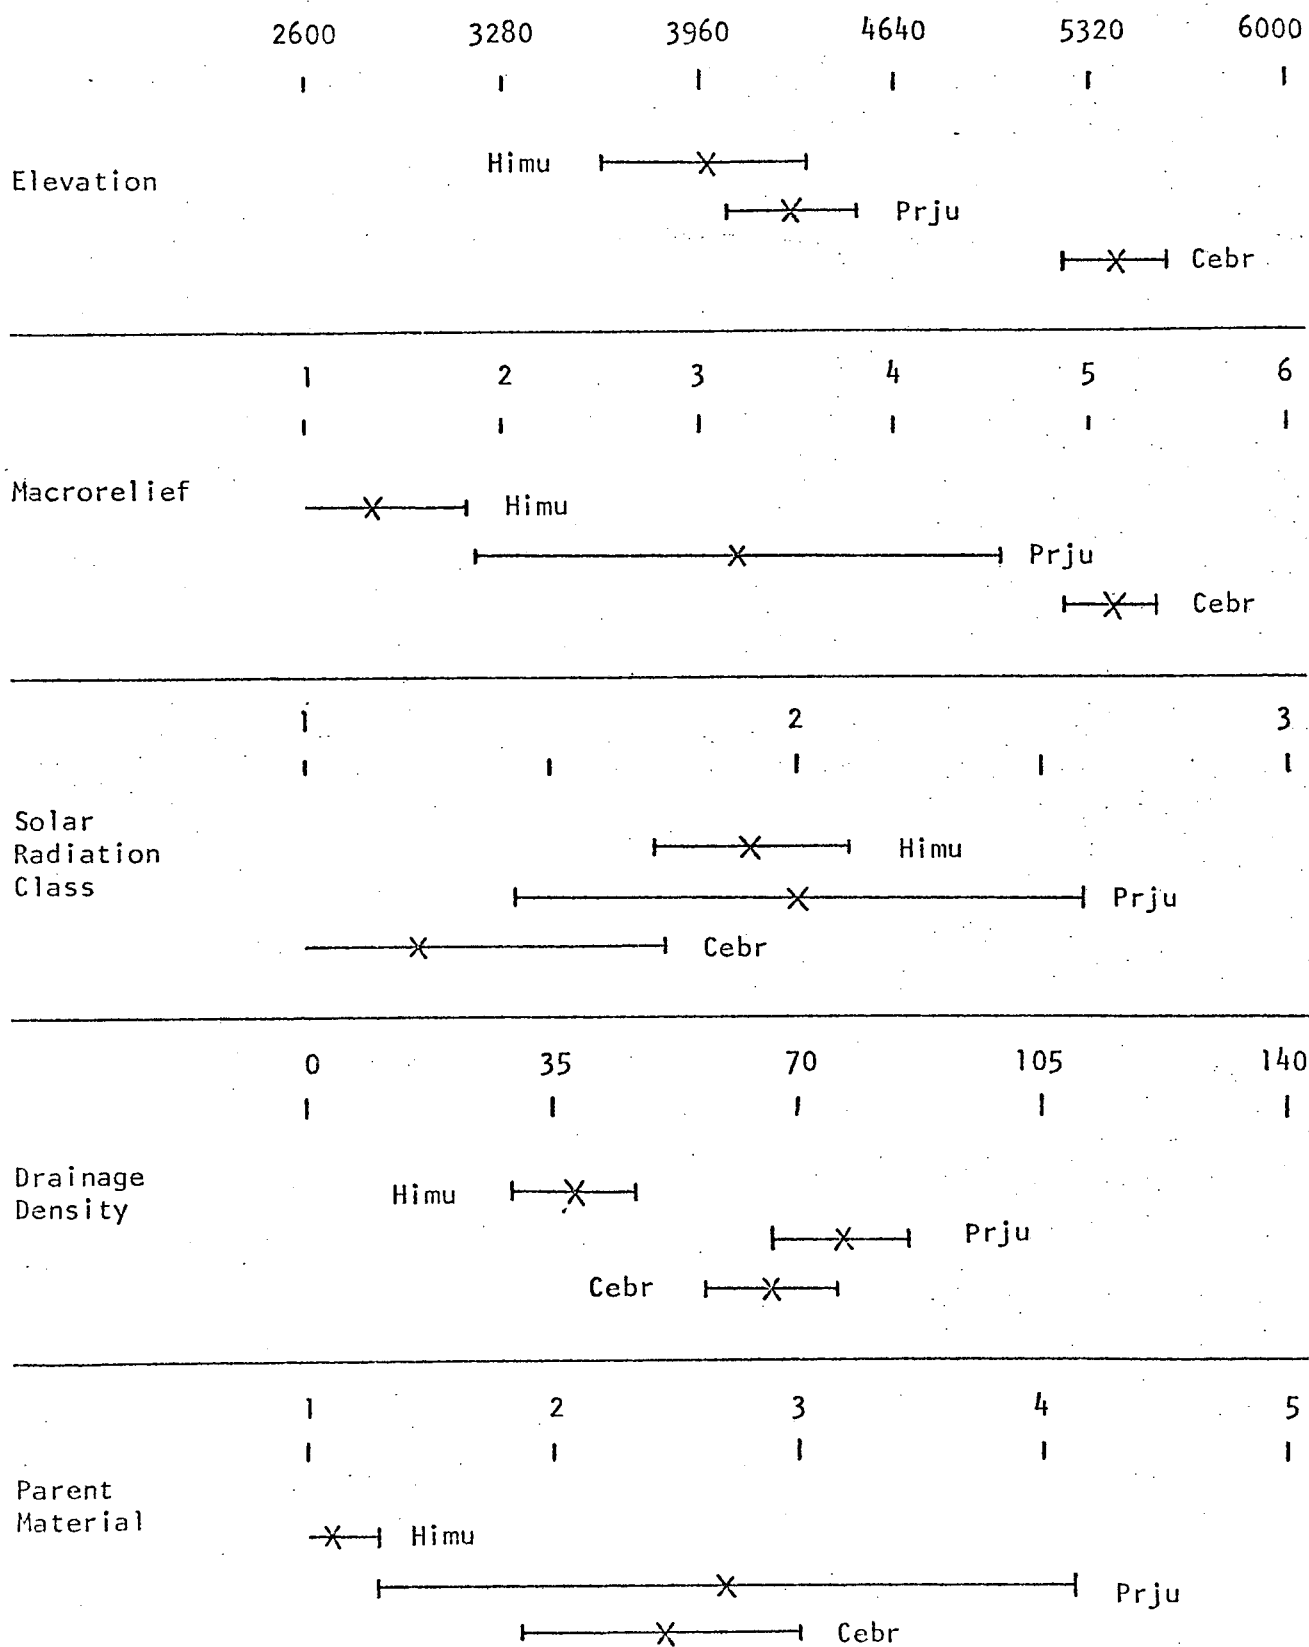 2600 3280 3960 4640 5320 6000
Himu
Elevation
Prju
Cebr
1 2 3 4 5 6
Macrorelief
Himu
Prju
Cebr
1 2 3
Solar
Radiation
Class
Himu
Prju
Cebr
0 35 70 105 140
Drainage
Density
Himu
Prju
Cebr
1 2 3 4 5
Parent
Material
Himu
Prju
Cebr